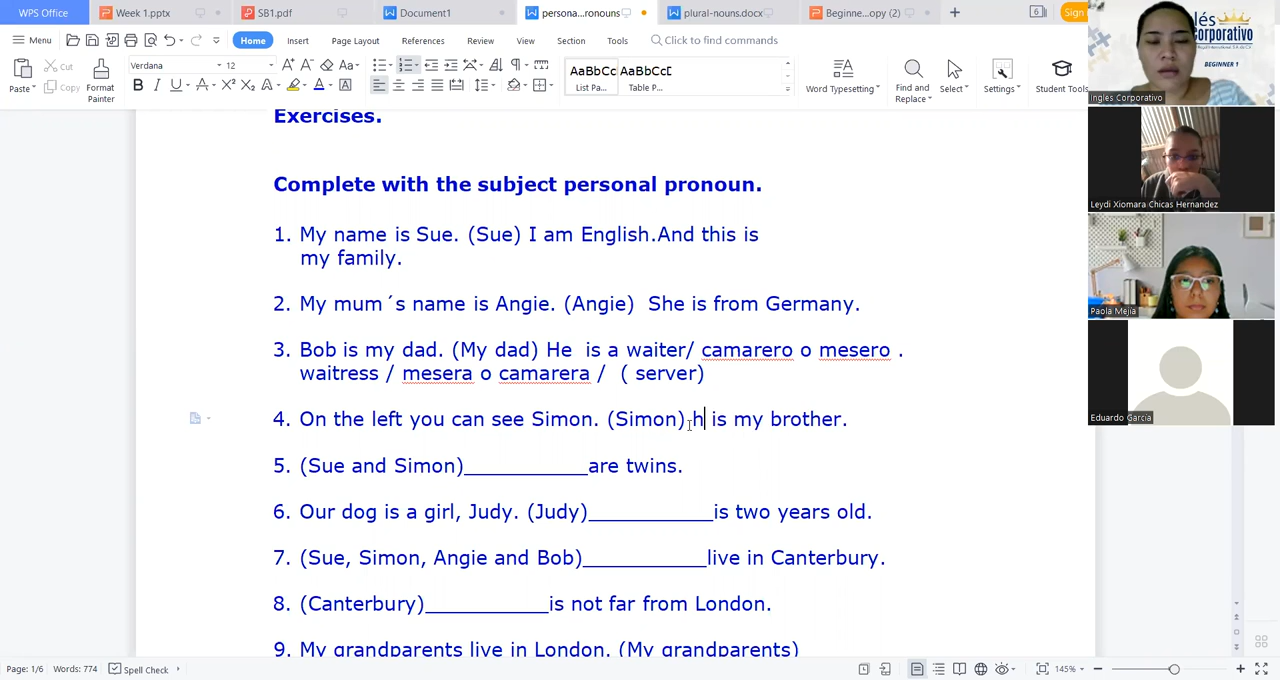 WPS Office
Week 1.pptx
SB1.pdf
Document1
persona...ronouns
plural-nouns.docx
Beginne...opy (2)
6
Sign
Menu
Home
Insert
Page Layout
References
Review
View
Section
Tools
Click to find commands
Paste
Cut
Copy
Format
Painter
Verdana
12
AaBbCc
List Pa...
AaBbCcD
Table P...
Word Typesetting
Find and
Replace
Select
Settings
Student Tools
Exercises.
Complete with the subject personal pronoun.
1. My name is Sue. (Sue) I am English.And this is
my family.
2. My mum´s name is Angie. (Angie)  She is from Germany.
3. Bob is my dad. (My dad) He  is a waiter/ camarero o mesero .
waitress / mesera o camarera /  ( server)
4. On the left you can see Simon. (Simon) h is my brother.
5. (Sue and Simon)___________are twins.
6. Our dog is a girl, Judy. (Judy)___________is two years old.
7. (Sue, Simon, Angie and Bob)___________live in Canterbury.
8. (Canterbury)___________is not far from London.
9. My grandparents live in London. (My grandparents)
Page: 1/6
Words: 774
Spell Check
145%
lés
Corporativo
BEGINNER 1
Ingles Corporativo
Leydi Xiomara Chicas Hernandez
Paola Mejia
Eduardo García